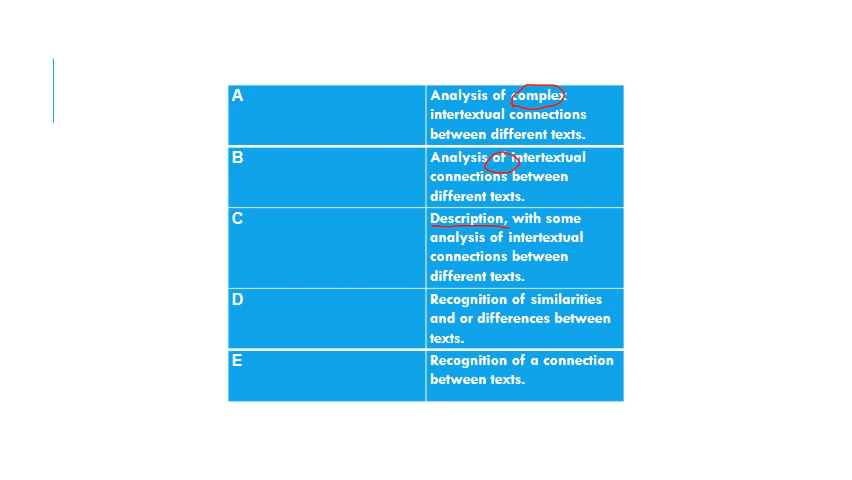 A
Analysis of complex
intertextual connections
between different texts.
B
Analysis of intertextual
connections between
different texts.
C
Description, with some
analysis of intertextual
connections between
different texts.
D
Recognition of similarities
and or differences between
texts.
E
Recognition of a connection
between texts.